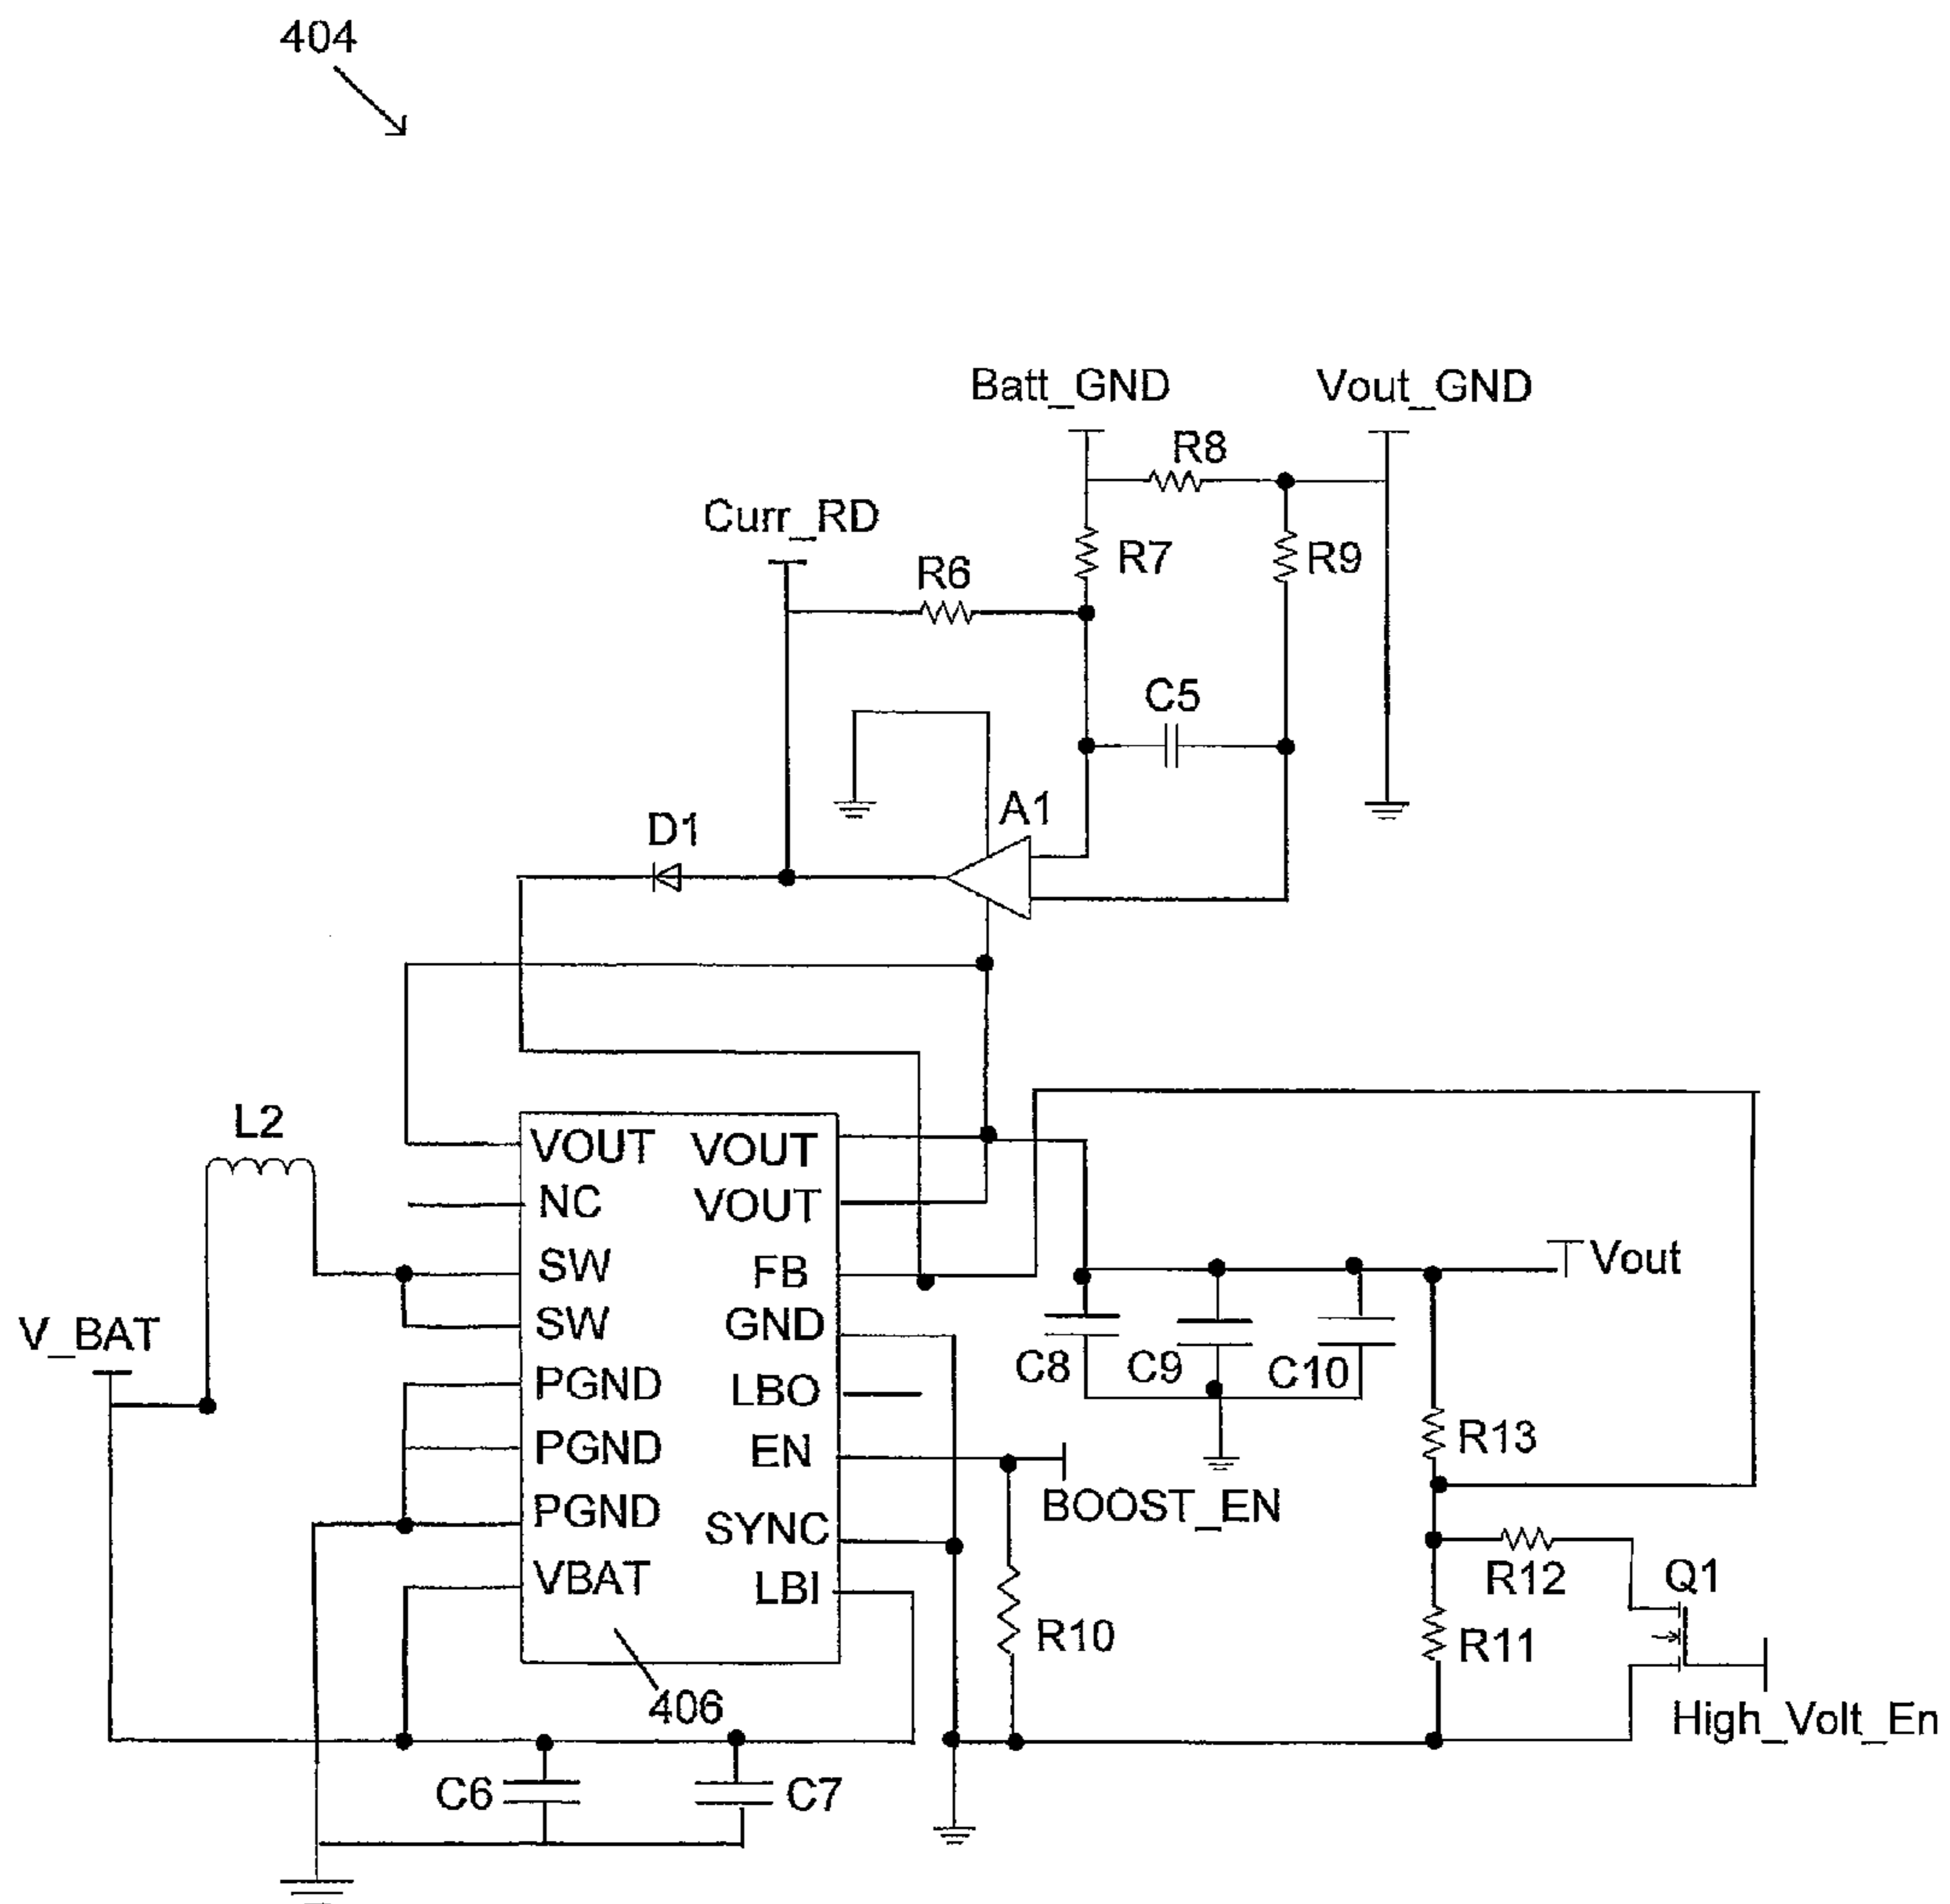 404
Batt_GND
Vout_GND
R8
Curr_RD
R7
R9
R6
C5
A1
D1
L2
VOUT
VOUT
NC
VOUT
SW
FB
Vout
SW
GND
V_BAT
PGND
LBO
C8
C9
C10
PGND
EN
R13
BOOST_EN
PGND
SYNC
VBAT
LBI
R12
Q1
R10
R11
406
High_Volt_En
C6
C7